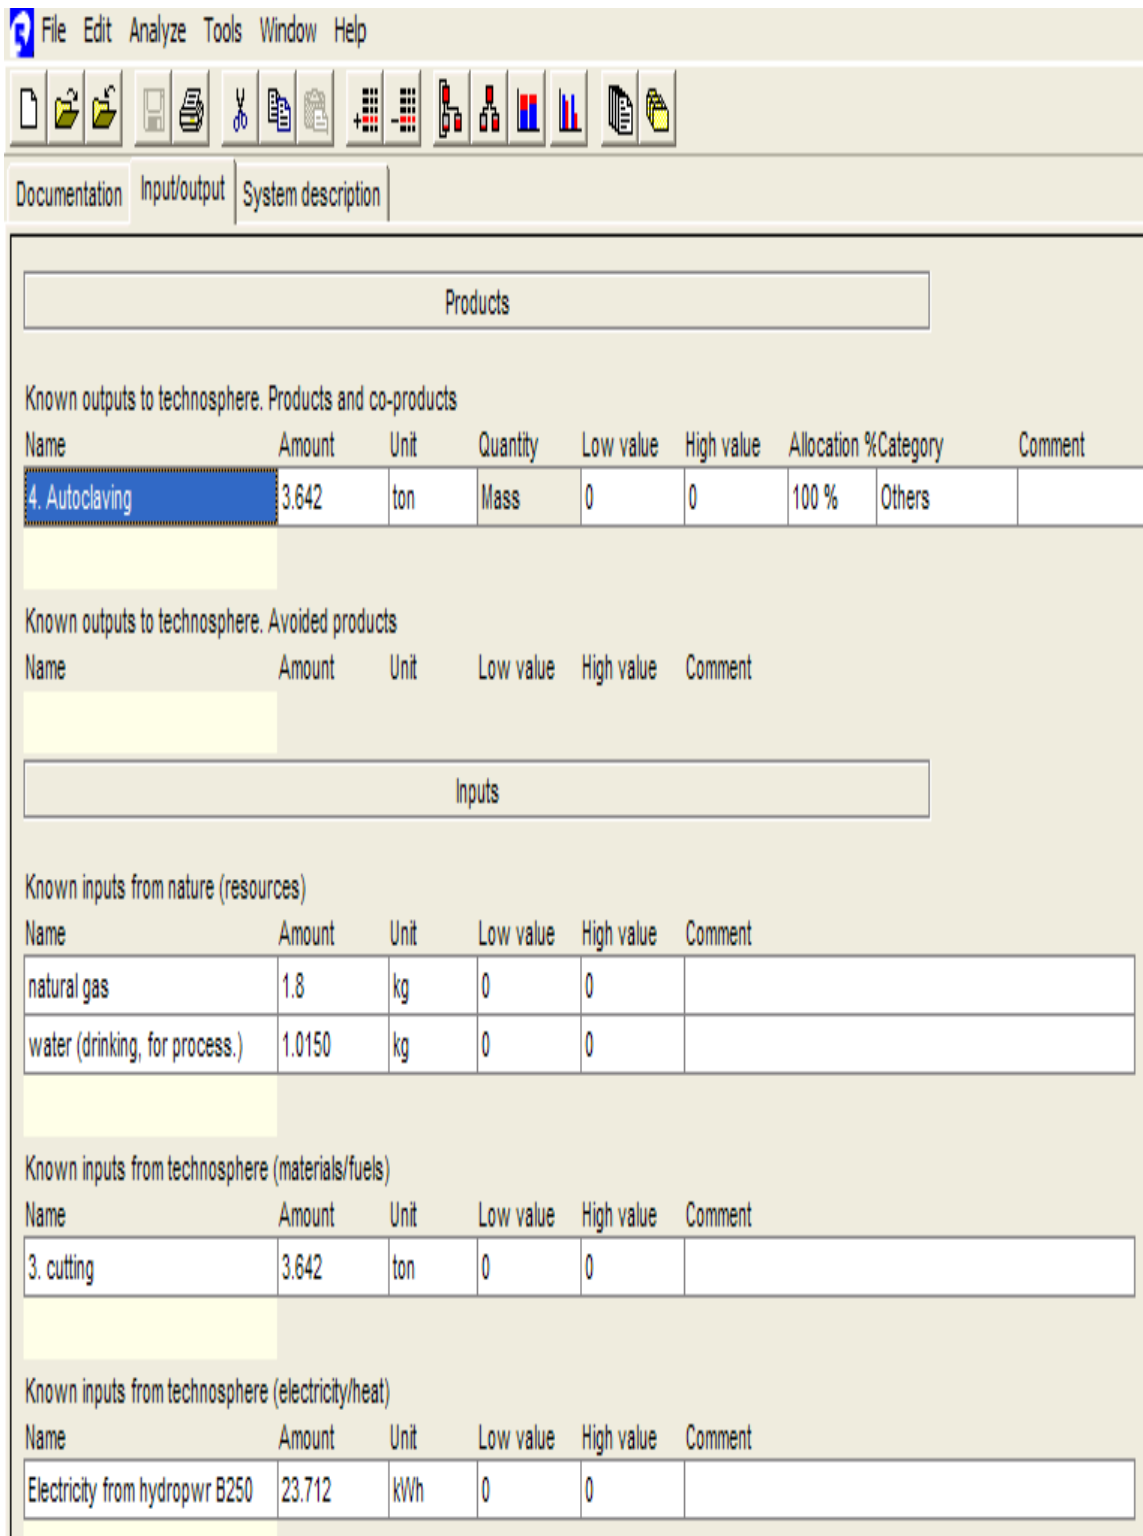 File Edit Analyze Tools Window Help
Documentation Input/output System description
Products
Known outputs to technosphere. Products and co-products
Name Amount Unit Quantity Low value High value Allocation % Category Comment
4. Autoclaving 3.642 ton Mass 0 0 100 % Others
Known outputs to technosphere. Avoided products
Name Amount Unit Low value High value Comment
Inputs
Known inputs from nature (resources)
Name Amount Unit Low value High value Comment
natural gas 1.8 kg 0 0
water (drinking, for process.) 1.0150 kg 0 0
Known inputs from technosphere (materials/fuels)
Name Amount Unit Low value High value Comment
3. cutting 3.642 ton 0 0
Known inputs from technosphere (electricity/heat)
Name Amount Unit Low value High value Comment
Electricity from hydropwr B250 23.712 kWh 0 0